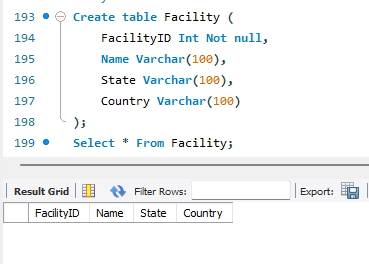 193 Create table Facility (
194 FacilityID Int Not null,
195 Name Varchar(100),
196 State Varchar(100),
197 Country Varchar(100)
198 );
199 Select * From Facility;
Result Grid Filter Rows: Export:
FacilityID Name State Country